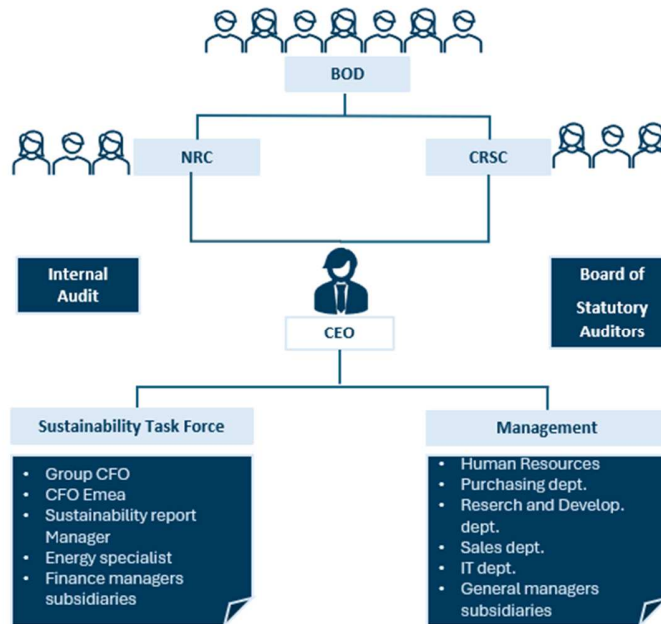 BOD
NRC
CRSC
Internal
Audit
Board of
Statutory
Auditors
CEO
Sustainability Task Force
• Group CFO
• CFO Emea
• Sustainability report
Manager
• Energy specialist
• Finance managers
subsidiaries
Management
• Human Resources
• Purchasing dept.
• Reserch and Develop.
dept.
• Sales dept.
• IT dept.
• General managers
subsidiaries